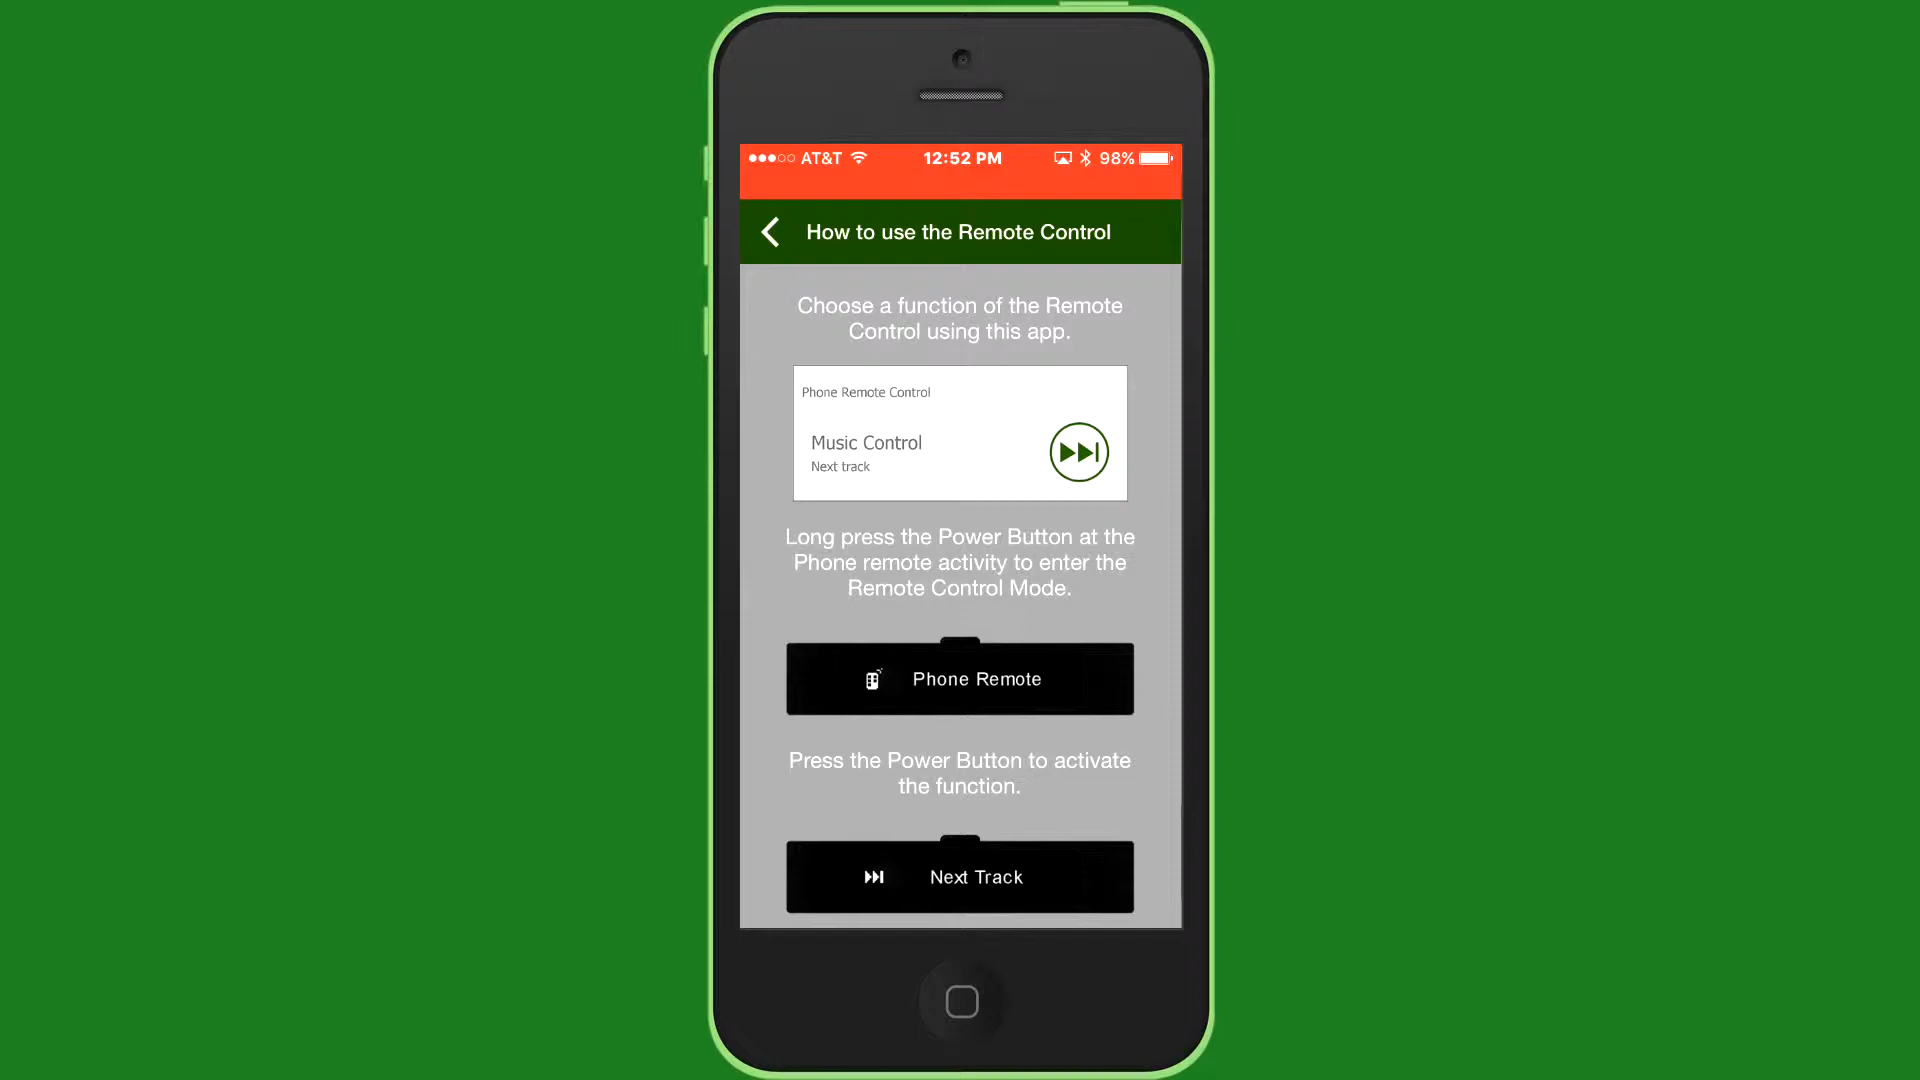 AT&T 12:52 PM 98%
How to use the Remote Control
Choose a function of the Remote
Control using this app.
Phone Remote Control
Music Control
Next track
Long press the Power Button at the
Phone remote activity to enter the
Remote Control Mode.
Phone Remote
Press the Power Button to activate
the function.
Next Track